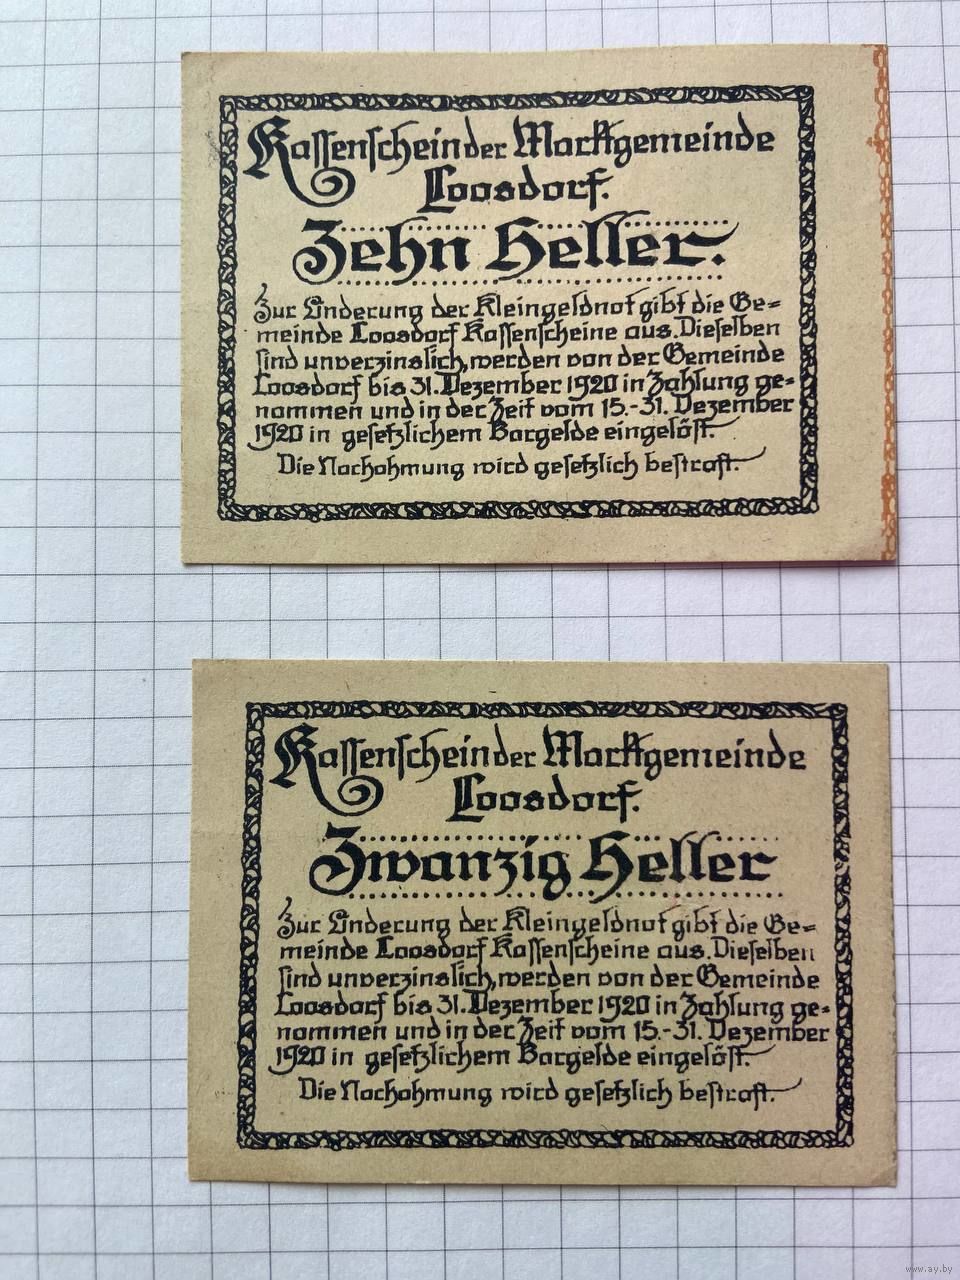 Kassenschein der Marktgemeinde
Loosdorf.
Zehn Heller.
Zur Linderung der Kleingeldnot gibt die Ge=
meinde Loosdorf Kassenscheine aus. Dieselben
sind unverzinslich, werden von der Gemeinde
Loosdorf bis 31. Dezember 1920 in Zahlung ge=
nommen und in der Zeit vom 15.-31. Dezember
1920 in gesetzlichem Bargelde eingelöst.
Die Nachahmung wird gesetzlich bestraft.
Kassenschein der Marktgemeinde
Loosdorf.
Zwanzig Heller
Zur Linderung der Kleingeldnot gibt die Ge=
meinde Loosdorf Kassenscheine aus. Dieselben
sind unverzinslich, werden von der Gemeinde
Loosdorf bis 31. Dezember 1920 in Zahlung ge=
nommen und in der Zeit vom 15.-31. Dezember
1920 in gesetzlichem Bargelde eingelöst.
Die Nachahmung wird gesetzlich bestraft.
www.ay.by